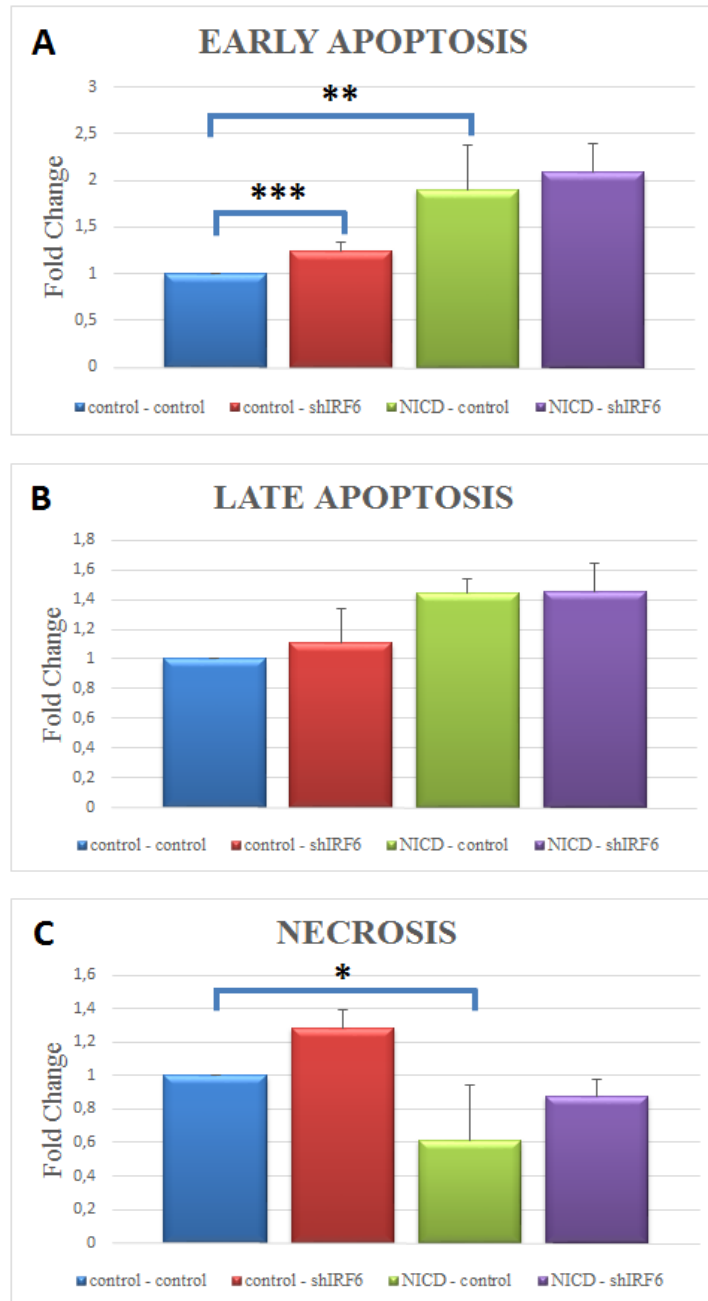 A
EARLY APOPTOSIS
3
2,5
2
1,5
1
0,5
0
Fold Change
**
***
control - control control - shIRF6 NICD - control NICD - shIRF6
B
LATE APOPTOSIS
1,8
1,6
1,4
1,2
1
0,8
0,6
0,4
0,2
0
Fold Change
control - control control - shIRF6 NICD - control NICD - shIRF6
C
NECROSIS
1,6
1,4
1,2
1
0,8
0,6
0,4
0,2
0
Fold Change
*
control - control control - shIRF6 NICD - control NICD - shIRF6